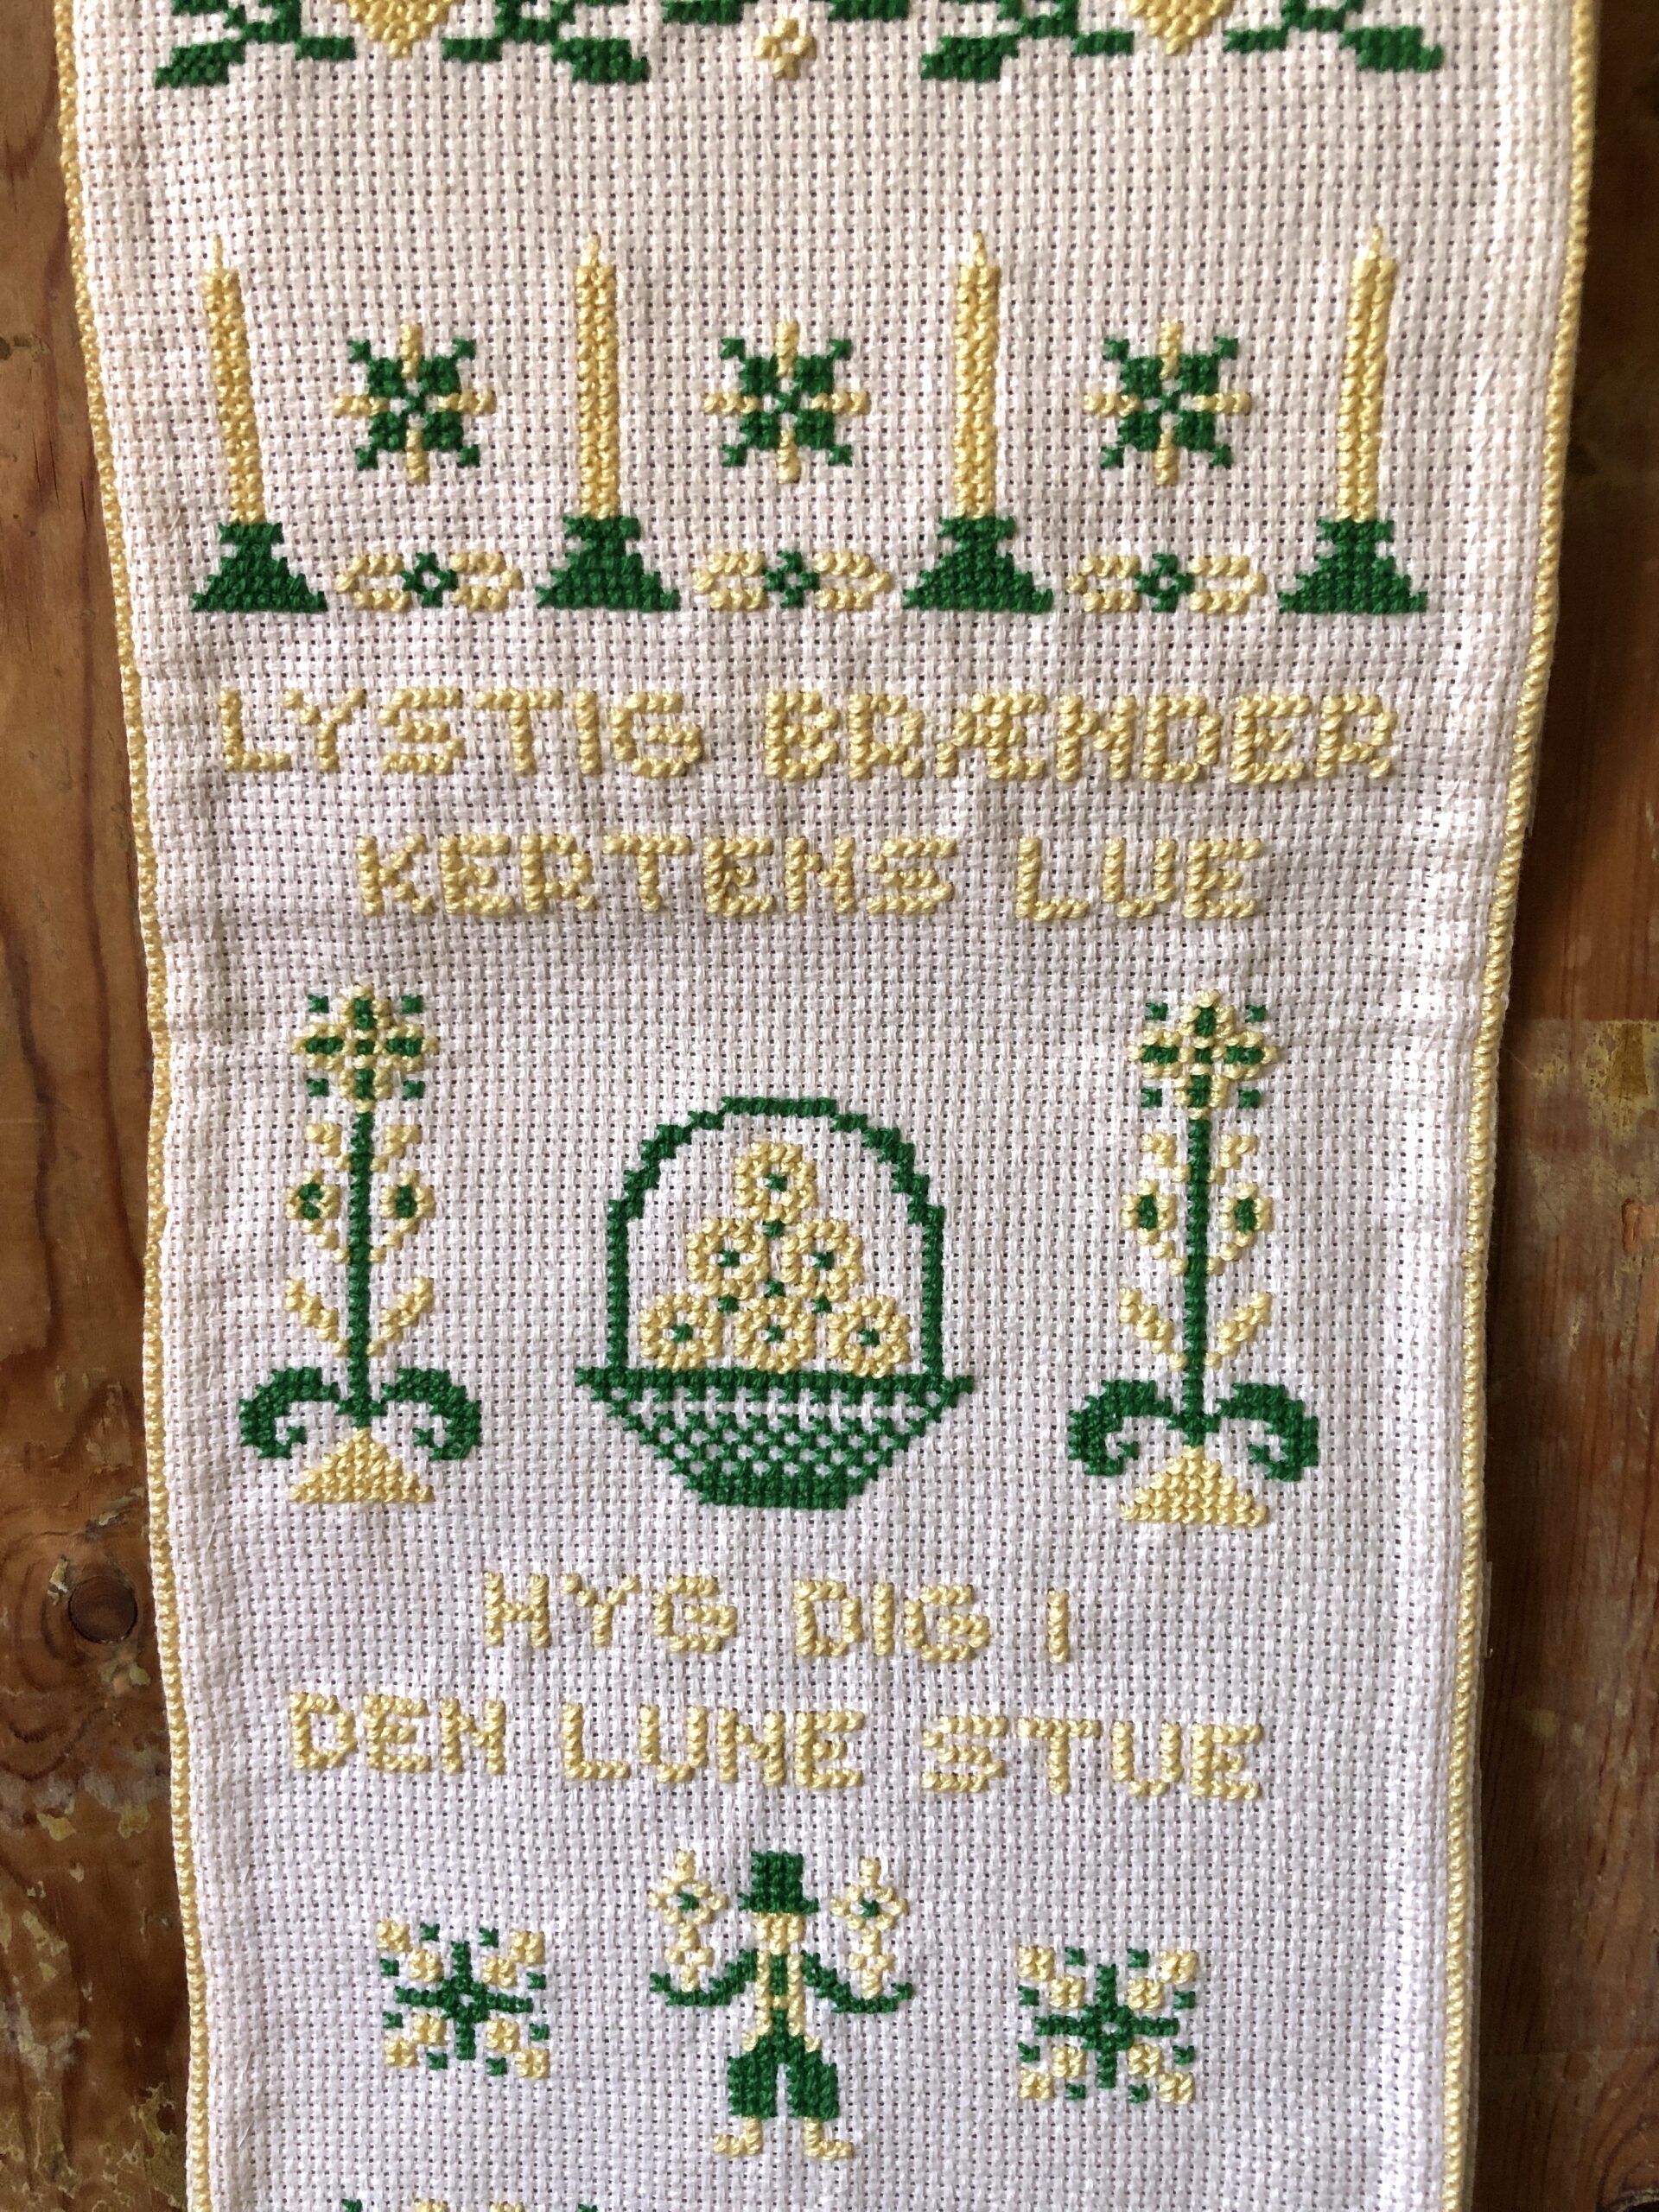 LYSTIG BRÆNDER
KERTENS LUE
HYG DIG I
DEN LUNE STUE